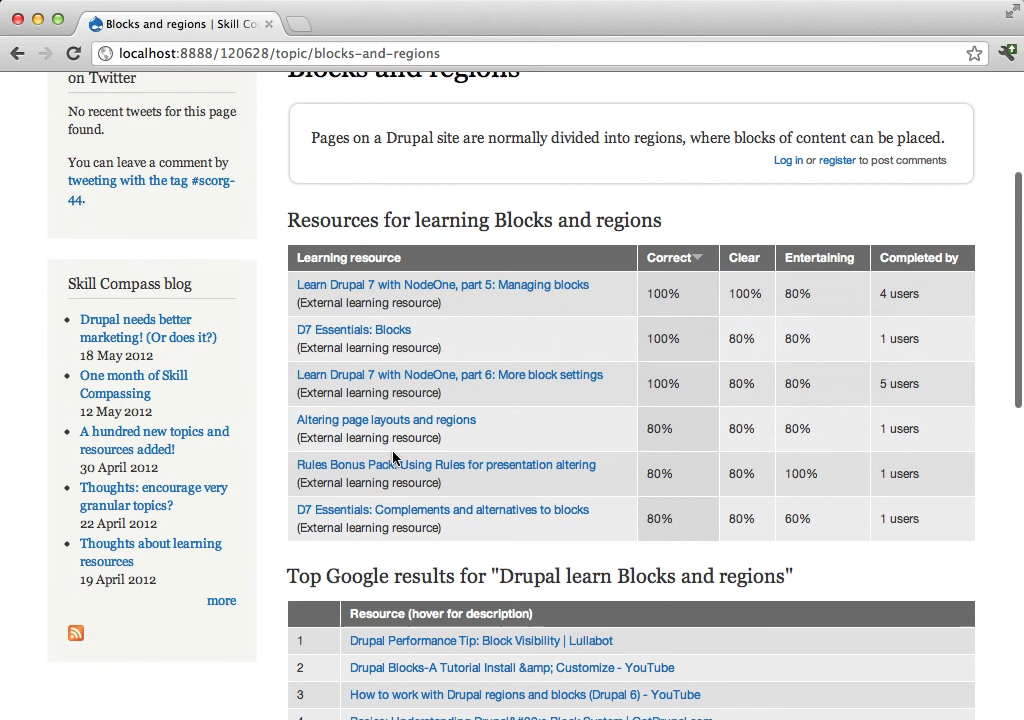 Blocks and regions | Skill Co
localhost:8888/120628/topic/blocks-and-regions
on Twitter
No recent tweets for this page
found.
You can leave a comment by
tweeting with the tag #scorg-
44.
Skill Compass blog
Drupal needs better
marketing! (Or does it?)
18 May 2012
One month of Skill
Compassing
12 May 2012
A hundred new topics and
resources added!
30 April 2012
Thoughts: encourage very
granular topics?
22 April 2012
Thoughts about learning
resources
19 April 2012
more
Blocks and regions
Pages on a Drupal site are normally divided into regions, where blocks of content can be placed.
Log in or register to post comments
Resources for learning Blocks and regions
Learning resource Correct Clear Entertaining Completed by
Learn Drupal 7 with NodeOne, part 5: Managing blocks
(External learning resource) 100% 100% 80% 4 users
D7 Essentials: Blocks
(External learning resource) 100% 80% 80% 1 users
Learn Drupal 7 with NodeOne, part 6: More block settings
(External learning resource) 100% 80% 80% 5 users
Altering page layouts and regions
(External learning resource) 80% 80% 80% 1 users
Rules Bonus Pack: Using Rules for presentation altering
(External learning resource) 80% 80% 100% 1 users
D7 Essentials: Complements and alternatives to blocks
(External learning resource) 80% 80% 60% 1 users
Top Google results for "Drupal learn Blocks and regions"
Resource (hover for description)
1 Drupal Performance Tip: Block Visibility | Lullabot
2 Drupal Blocks-A Tutorial Install &amp; Customize - YouTube
3 How to work with Drupal regions and blocks (Drupal 6) - YouTube
4 Basics: Understanding Drupal&#39;s Block System | GetDrupal.com